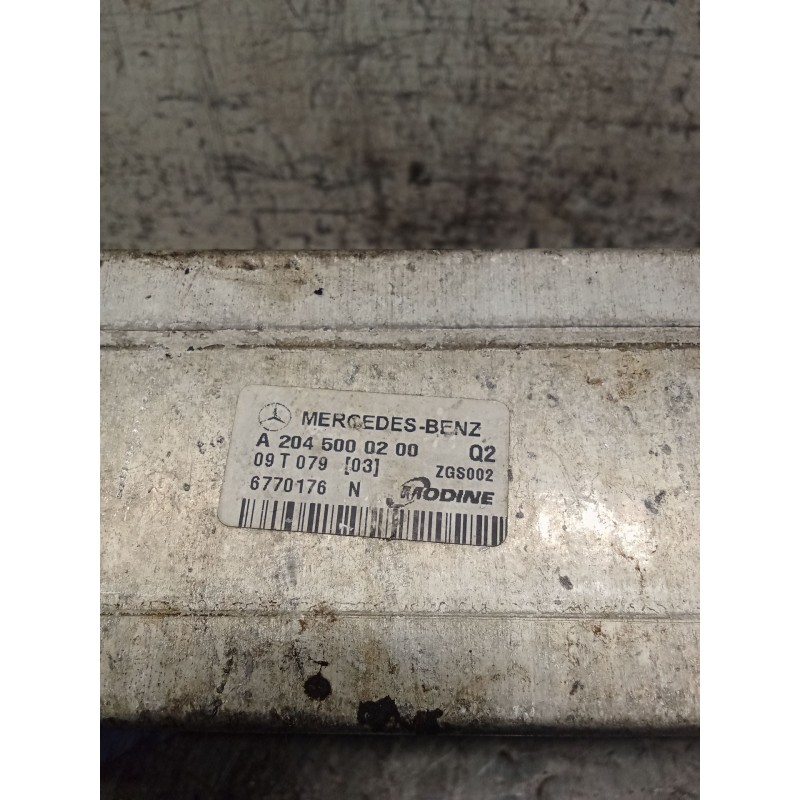 MERCEDES-BENZ
A 204 500 02 00 Q2
09 T 079 [03] ZGS002
6770176 N MODINE